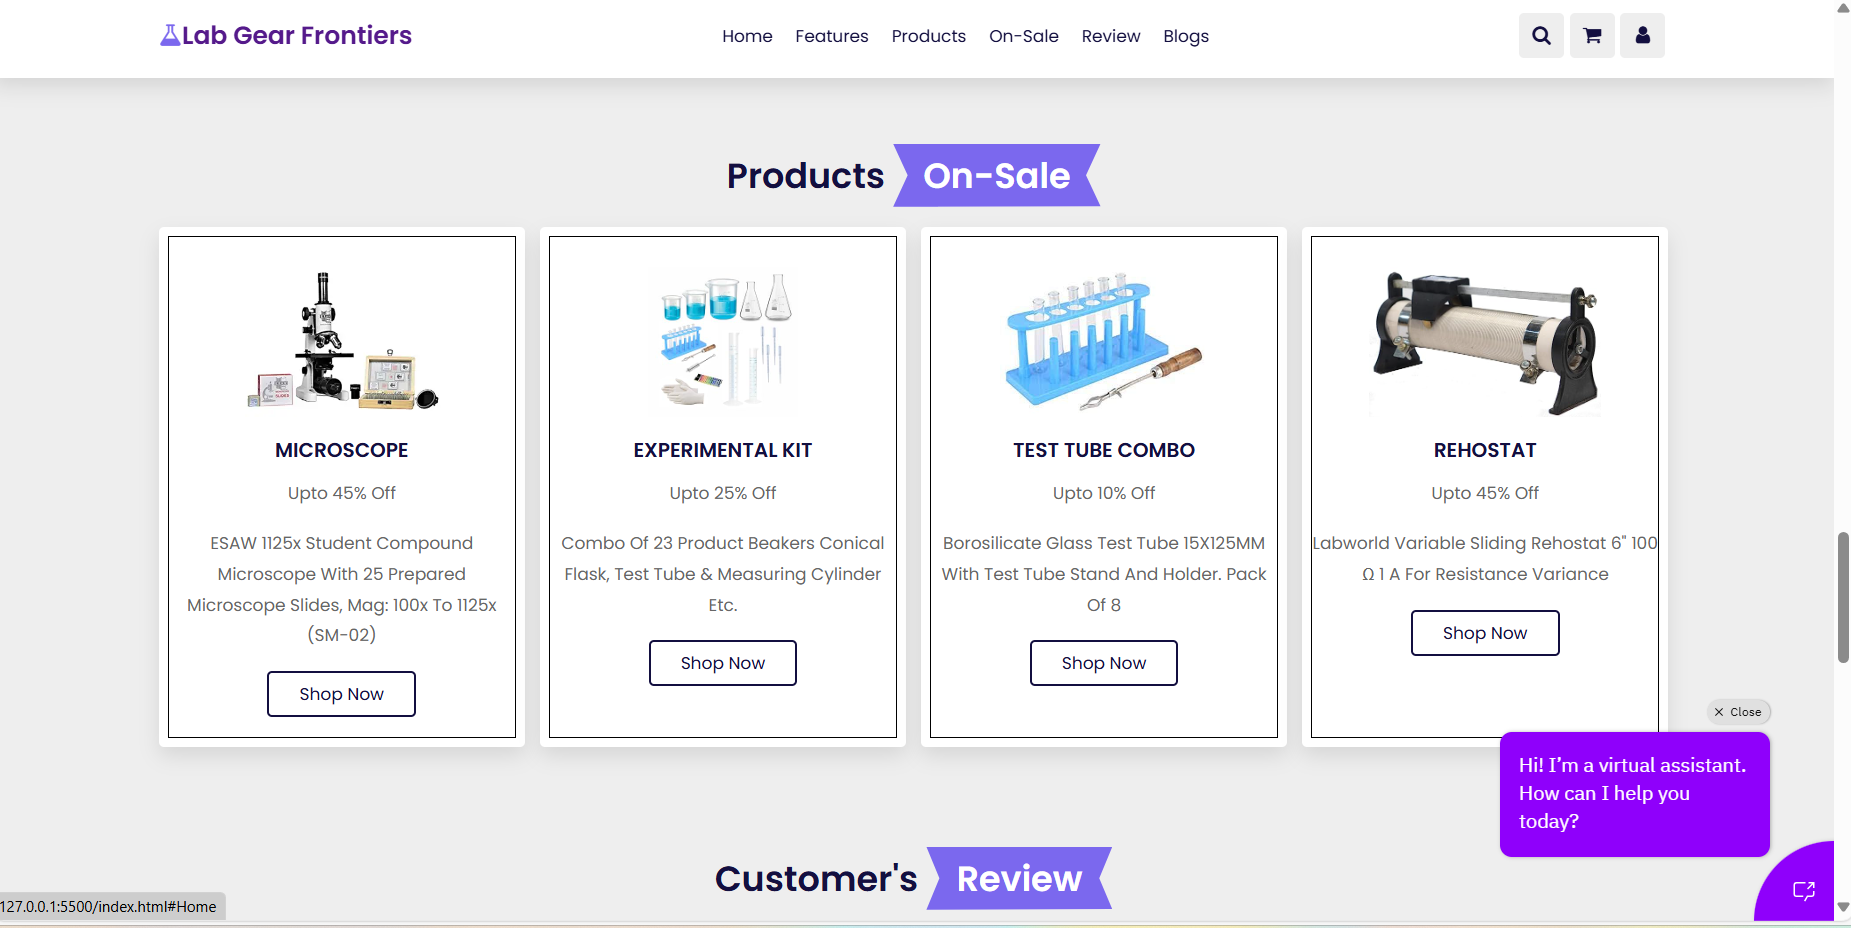 Lab Gear Frontiers
Home Features Products On-Sale Review Blogs
Products On-Sale
MICROSCOPE
Upto 45% Off
ESAW 1125x Student Compound
Microscope With 25 Prepared
Microscope Slides, Mag: 100x To 1125x
(SM-02)
Shop Now
EXPERIMENTAL KIT
Upto 25% Off
Combo Of 23 Product Beakers Conical
Flask, Test Tube & Measuring Cylinder
Etc.
Shop Now
TEST TUBE COMBO
Upto 10% Off
Borosilicate Glass Test Tube 15X125MM
With Test Tube Stand And Holder. Pack
Of 8
Shop Now
REHOSTAT
Upto 45% Off
Labworld Variable Sliding Rehostat 6" 100
Ω 1 A For Resistance Variance
Shop Now
Close
Hi! I'm a virtual assistant.
How can I help you
today?
Customer's Review
127.0.0.1:5500/index.html#Home